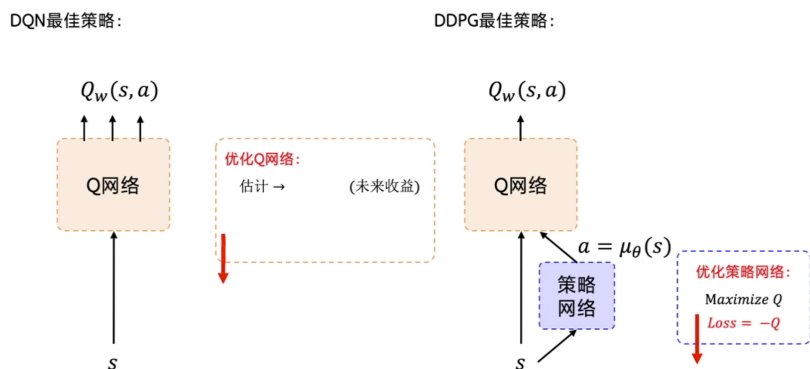 DQN最佳策略：
DDPG最佳策略：
Q_w(s, a)
Q网络
s
优化Q网络：
估计 → (未来收益)
Q_w(s, a)
Q网络
a = μ_θ(s)
策略
网络
s
优化策略网络：
Maximize Q
Loss = −Q